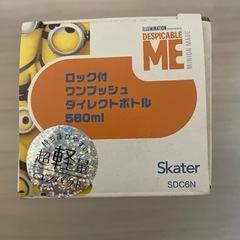 ILLUMINATION
DESPICABLE
ME
MINION MADE
ロック付
ワンプッシュ
ダイレクトボトル
580ml
超軽量
Skater
SDC6N